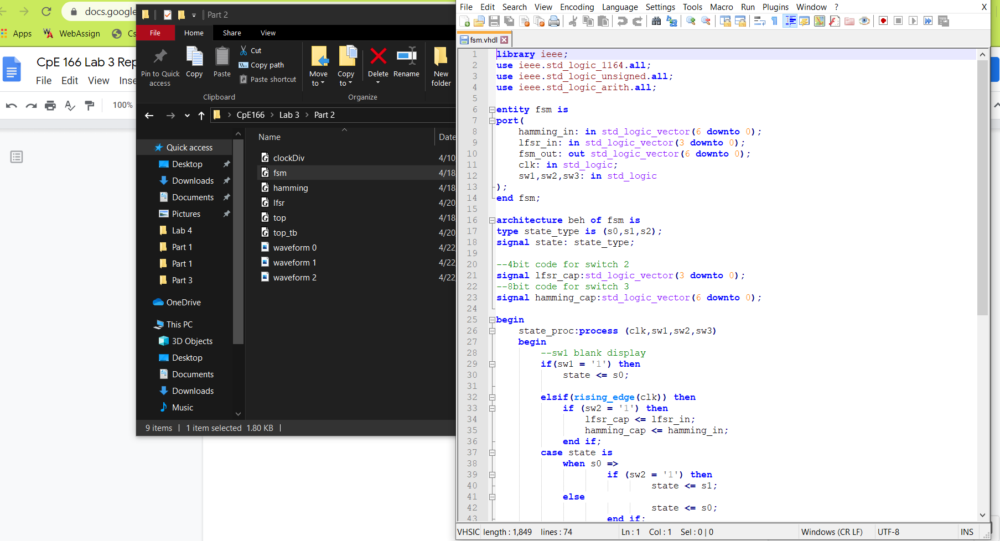 docs.google
Apps
WebAssign
Cs
CpE 166 Lab 3 Rep
File Edit View Inse
100%
Part 2
File Home Share View
Pin to Quick access
Copy
Paste
Cut
Copy path
Paste shortcut
Move to
Copy to
Delete
Rename
New folder
Clipboard
Organize
CpE166 > Lab 3 > Part 2
Quick access
Desktop
Downloads
Documents
Pictures
Lab 4
Part 1
Part 1
Part 3
OneDrive
This PC
3D Objects
Desktop
Documents
Downloads
Music
Name Date
clockDiv 4/10
fsm 4/18
hamming 4/18
lfsr 4/20
top 4/18
top_tb 4/20
waveform 0 4/22
waveform 1 4/22
waveform 2 4/22
9 items 1 item selected 1.80 KB
File Edit Search View Encoding Language Settings Tools Macro Run Plugins Window ? X
fsm.vhdl
1 library ieee;
2 use ieee.std_logic_1164.all;
3 use ieee.std_logic_unsigned.all;
4 use ieee.std_logic_arith.all;
5
6 entity fsm is
7 port(
8 hamming_in: in std_logic_vector(6 downto 0);
9 lfsr_in: in std_logic_vector(3 downto 0);
10 fsm_out: out std_logic_vector(6 downto 0);
11 clk: in std_logic;
12 sw1,sw2,sw3: in std_logic
13 );
14 end fsm;
15
16 architecture beh of fsm is
17 type state_type is (s0,s1,s2);
18 signal state: state_type;
19
20 --4bit code for switch 2
21 signal lfsr_cap:std_logic_vector(3 downto 0);
22 --8bit code for switch 3
23 signal hamming_cap:std_logic_vector(6 downto 0);
24
25 begin
26 state_proc:process (clk,sw1,sw2,sw3)
27 begin
28 --sw1 blank display
29 if(sw1 = '1') then
30 state <= s0;
31
32 elsif(rising_edge(clk)) then
33 if (sw2 = '1') then
34 lfsr_cap <= lfsr_in;
35 hamming_cap <= hamming_in;
36 end if;
37 case state is
38 when s0 =>
39 if (sw2 = '1') then
40 state <= s1;
41 else
42 state <= s0;
43 end if;
VHSIC length : 1,849 lines : 74 Ln : 1 Col : 1 Sel : 0 | 0 Windows (CR LF) UTF-8 INS